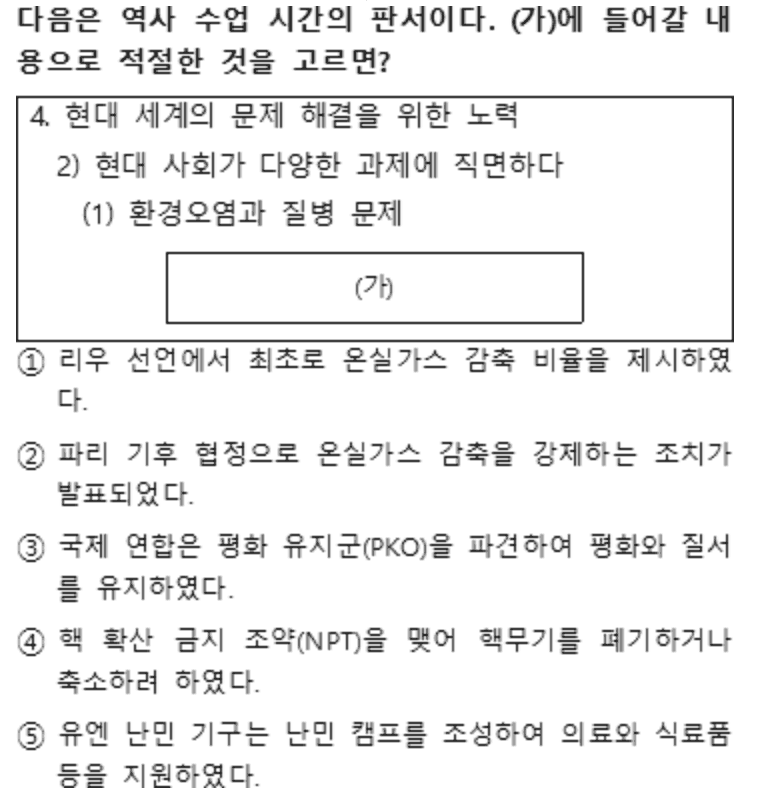 다음은 역사 수업 시간의 판서이다. (가)에 들어갈 내
용으로 적절한 것을 고르면?
4. 현대 세계의 문제 해결을 위한 노력
2) 현대 사회가 다양한 과제에 직면하다
(1) 환경오염과 질병 문제
(가)
① 리우 선언에서 최초로 온실가스 감축 비율을 제시하였
다.
② 파리 기후 협정으로 온실가스 감축을 강제하는 조치가
발표되었다.
③ 국제 연합은 평화 유지군(PKO)을 파견하여 평화와 질서
를 유지하였다.
④ 핵 확산 금지 조약(NPT)을 맺어 핵무기를 폐기하거나
축소하려 하였다.
⑤ 유엔 난민 기구는 난민 캠프를 조성하여 의료와 식료품
등을 지원하였다.